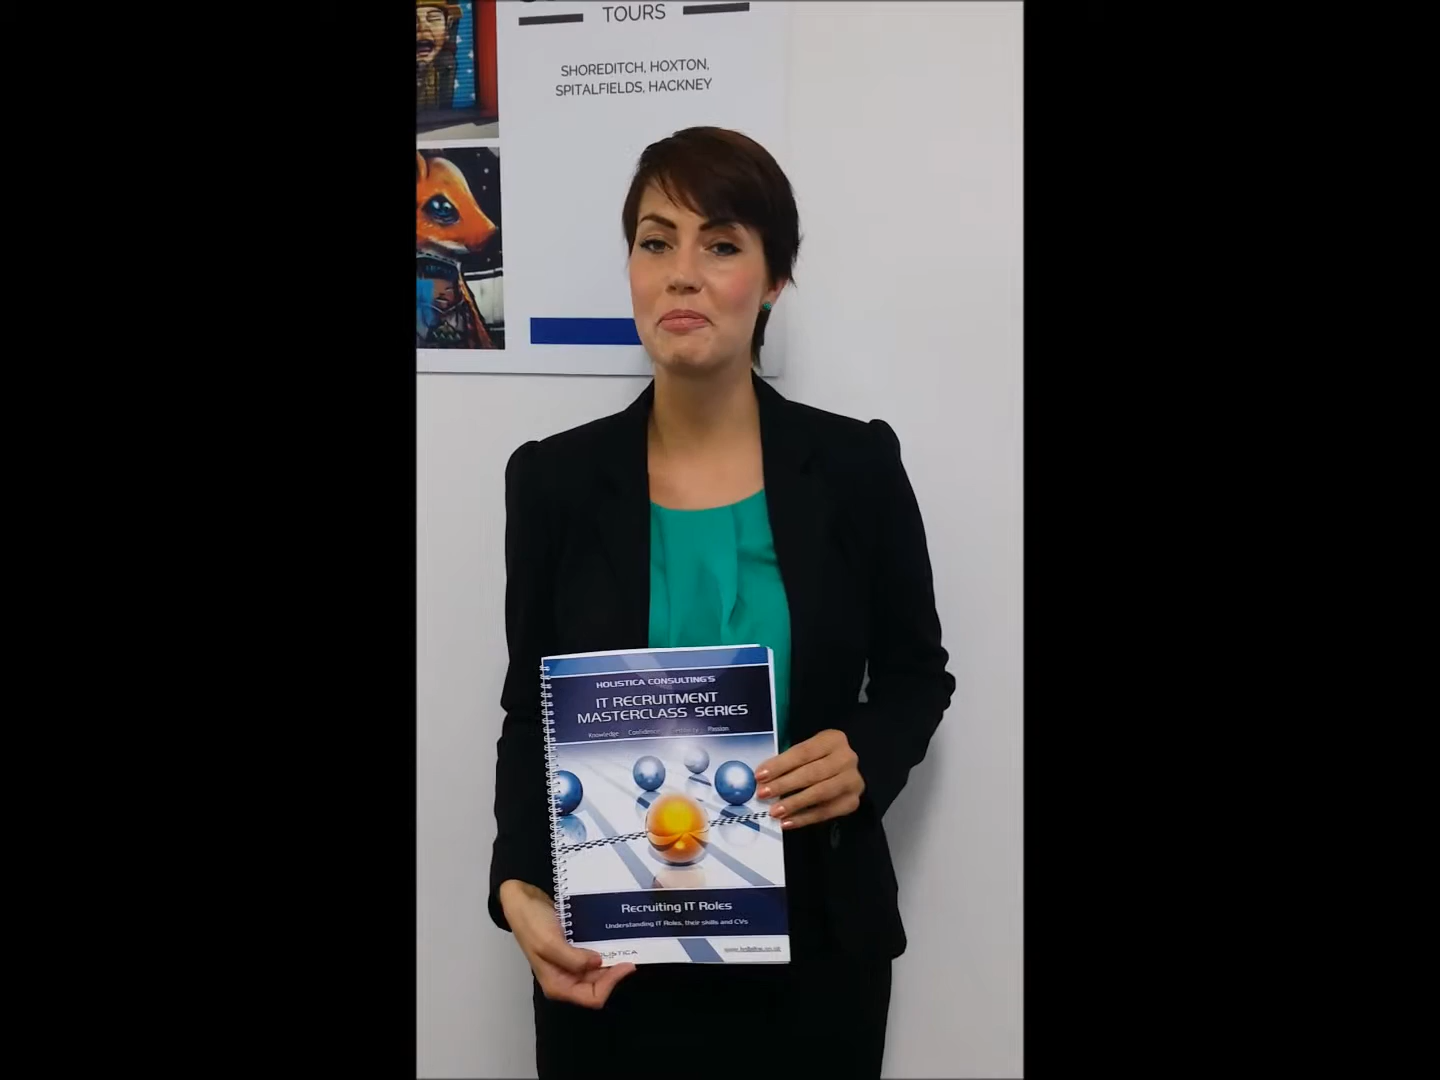 TOURS
SHOREDITCH, HOXTON,
SPITALFIELDS, HACKNEY
HOLISTICA CONSULTING'S
IT RECRUITMENT
MASTERCLASS SERIES
Knowledge Confidence Passion
Recruiting IT Roles
Understanding IT Roles, their skills and CVs